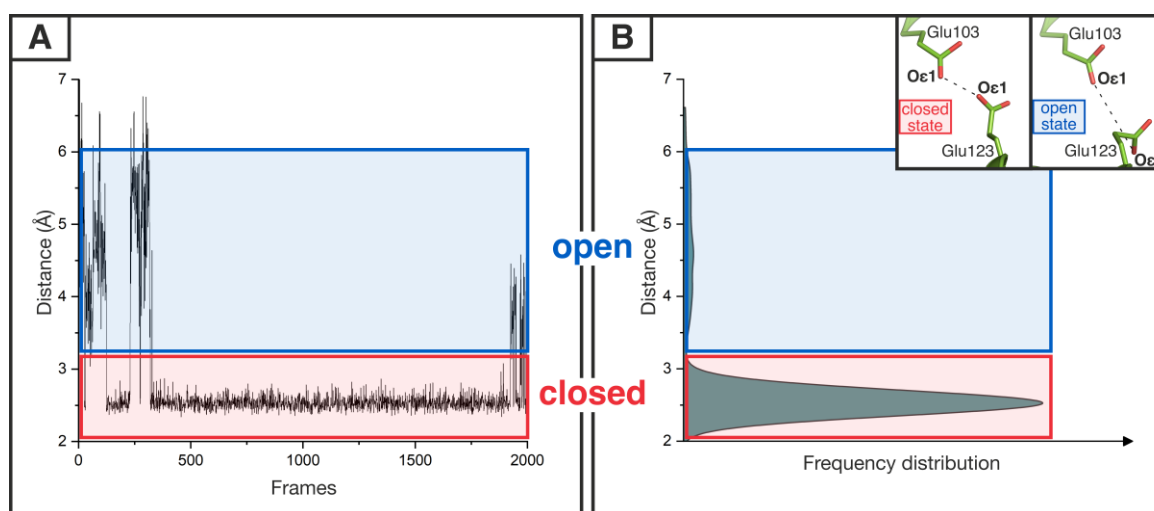 A
7
6
5
4
3
2
Distance (Å)
0
500
1000
1500
2000
Frames
open
closed
B
7
6
5
4
3
2
Distance (Å)
Frequency distribution
Glu103
Oε1
Oε1
closed
state
Glu123
Glu103
Oε1
open
state
Glu123